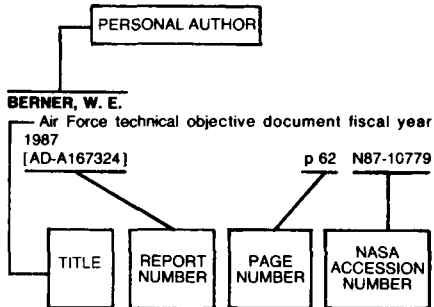 PERSONAL AUTHOR
BERNER, W. E.
Air Force technical objective document fiscal year
1987
[AD-A167324] p 62 N87-10779
TITLE
REPORT
NUMBER
PAGE
NUMBER
NASA
ACCESSION
NUMBER